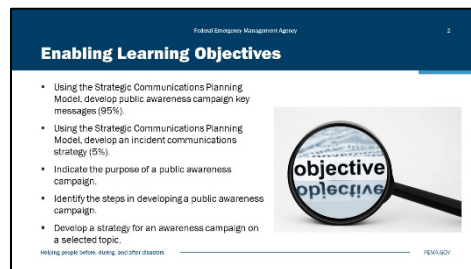 Federal Emergency Management Agency
2
Enabling Learning Objectives
▪ Using the Strategic Communications Planning
Model, develop public awareness campaign key
messages (95%).
▪ Using the Strategic Communications Planning
Model, develop an incident communications
strategy (5%).
▪ Indicate the purpose of a public awareness
campaign.
▪ Identify the steps in developing a public awareness
campaign.
▪ Develop a strategy for an awareness campaign on
a selected topic.
objective
objective
Helping people before, during, and after disasters
FEMA.GOV